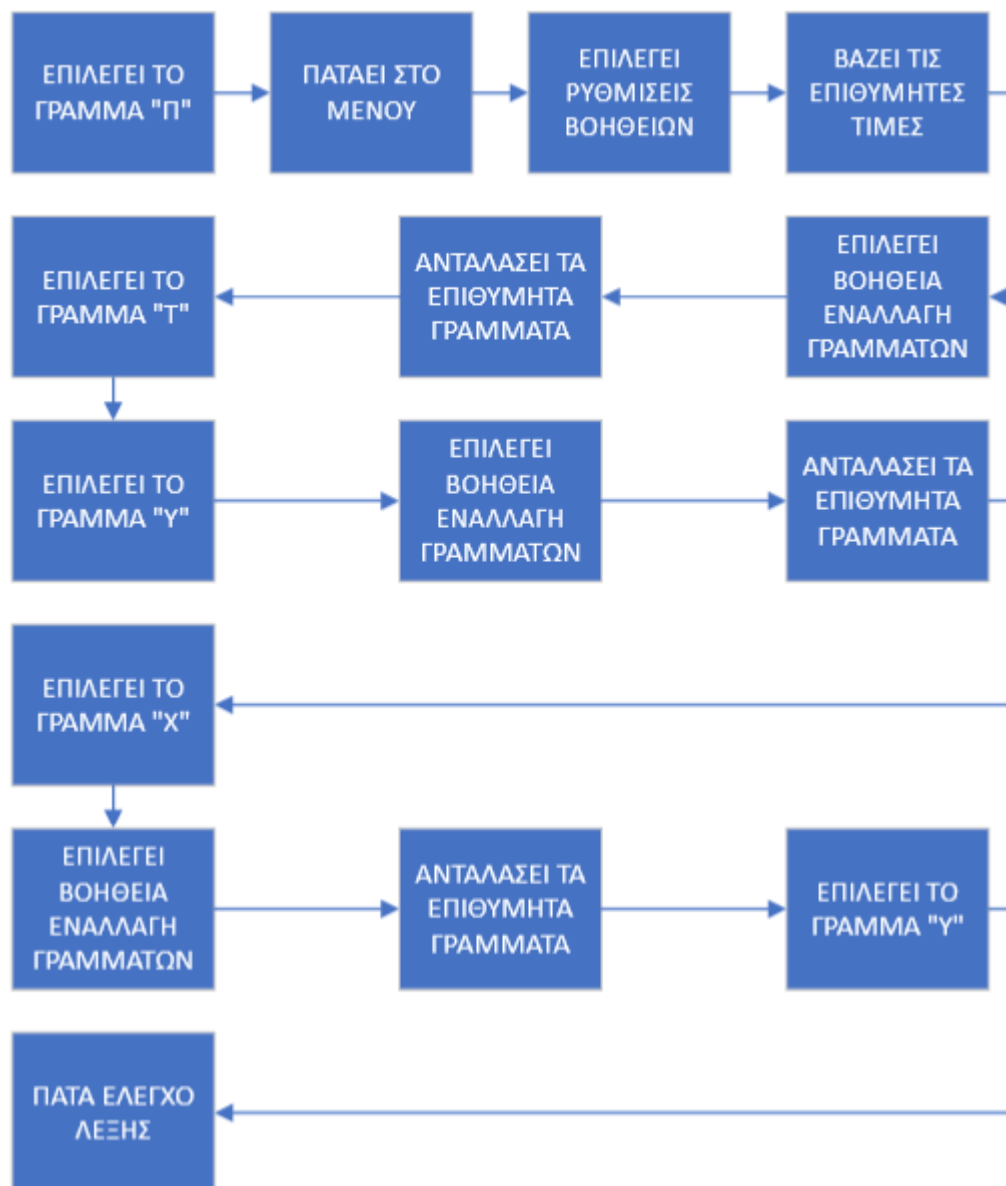 ΕΠΙΛΕΓΕΙ ΤΟ
ΓΡΑΜΜΑ "Π"
ΠΑΤΑΕΙ ΣΤΟ
ΜΕΝΟΥ
ΕΠΙΛΕΓΕΙ
ΡΥΘΜΙΣΕΙΣ
ΒΟΗΘΕΙΩΝ
ΒΑΖΕΙ ΤΙΣ
ΕΠΙΘΥΜΗΤΕΣ
ΤΙΜΕΣ
ΕΠΙΛΕΓΕΙ
ΒΟΗΘΕΙΑ
ΕΝΑΛΛΑΓΗ
ΓΡΑΜΜΑΤΩΝ
ΑΝΤΑΛΑΣΕΙ ΤΑ
ΕΠΙΘΥΜΗΤΑ
ΓΡΑΜΜΑΤΑ
ΕΠΙΛΕΓΕΙ ΤΟ
ΓΡΑΜΜΑ "Τ"
ΕΠΙΛΕΓΕΙ ΤΟ
ΓΡΑΜΜΑ "Υ"
ΕΠΙΛΕΓΕΙ
ΒΟΗΘΕΙΑ
ΕΝΑΛΛΑΓΗ
ΓΡΑΜΜΑΤΩΝ
ΑΝΤΑΛΑΣΕΙ ΤΑ
ΕΠΙΘΥΜΗΤΑ
ΓΡΑΜΜΑΤΑ
ΕΠΙΛΕΓΕΙ ΤΟ
ΓΡΑΜΜΑ "Χ"
ΕΠΙΛΕΓΕΙ
ΒΟΗΘΕΙΑ
ΕΝΑΛΛΑΓΗ
ΓΡΑΜΜΑΤΩΝ
ΑΝΤΑΛΑΣΕΙ ΤΑ
ΕΠΙΘΥΜΗΤΑ
ΓΡΑΜΜΑΤΑ
ΕΠΙΛΕΓΕΙ ΤΟ
ΓΡΑΜΜΑ "Υ"
ΠΑΤΑ ΕΛΕΓΧΟ
ΛΕΞΗΣ